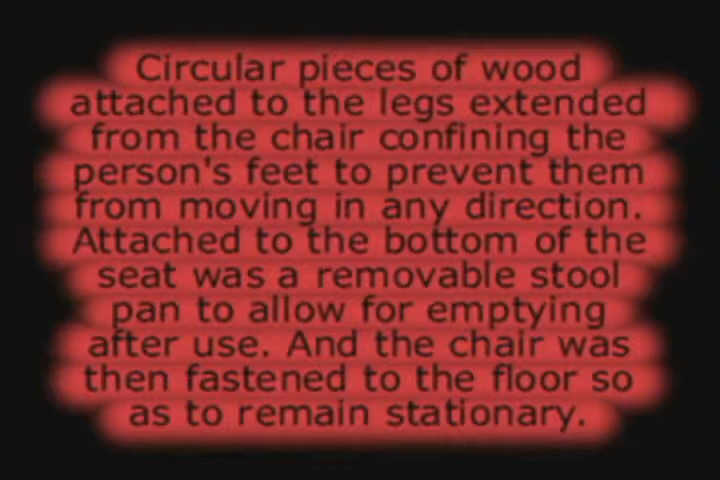 Circular pieces of wood
attached to the legs extended
from the chair confining the
person's feet to prevent them
from moving in any direction.
Attached to the bottom of the
seat was a removable stool
pan to allow for emptying
after use. And the chair was
then fastened to the floor so
as to remain stationary.